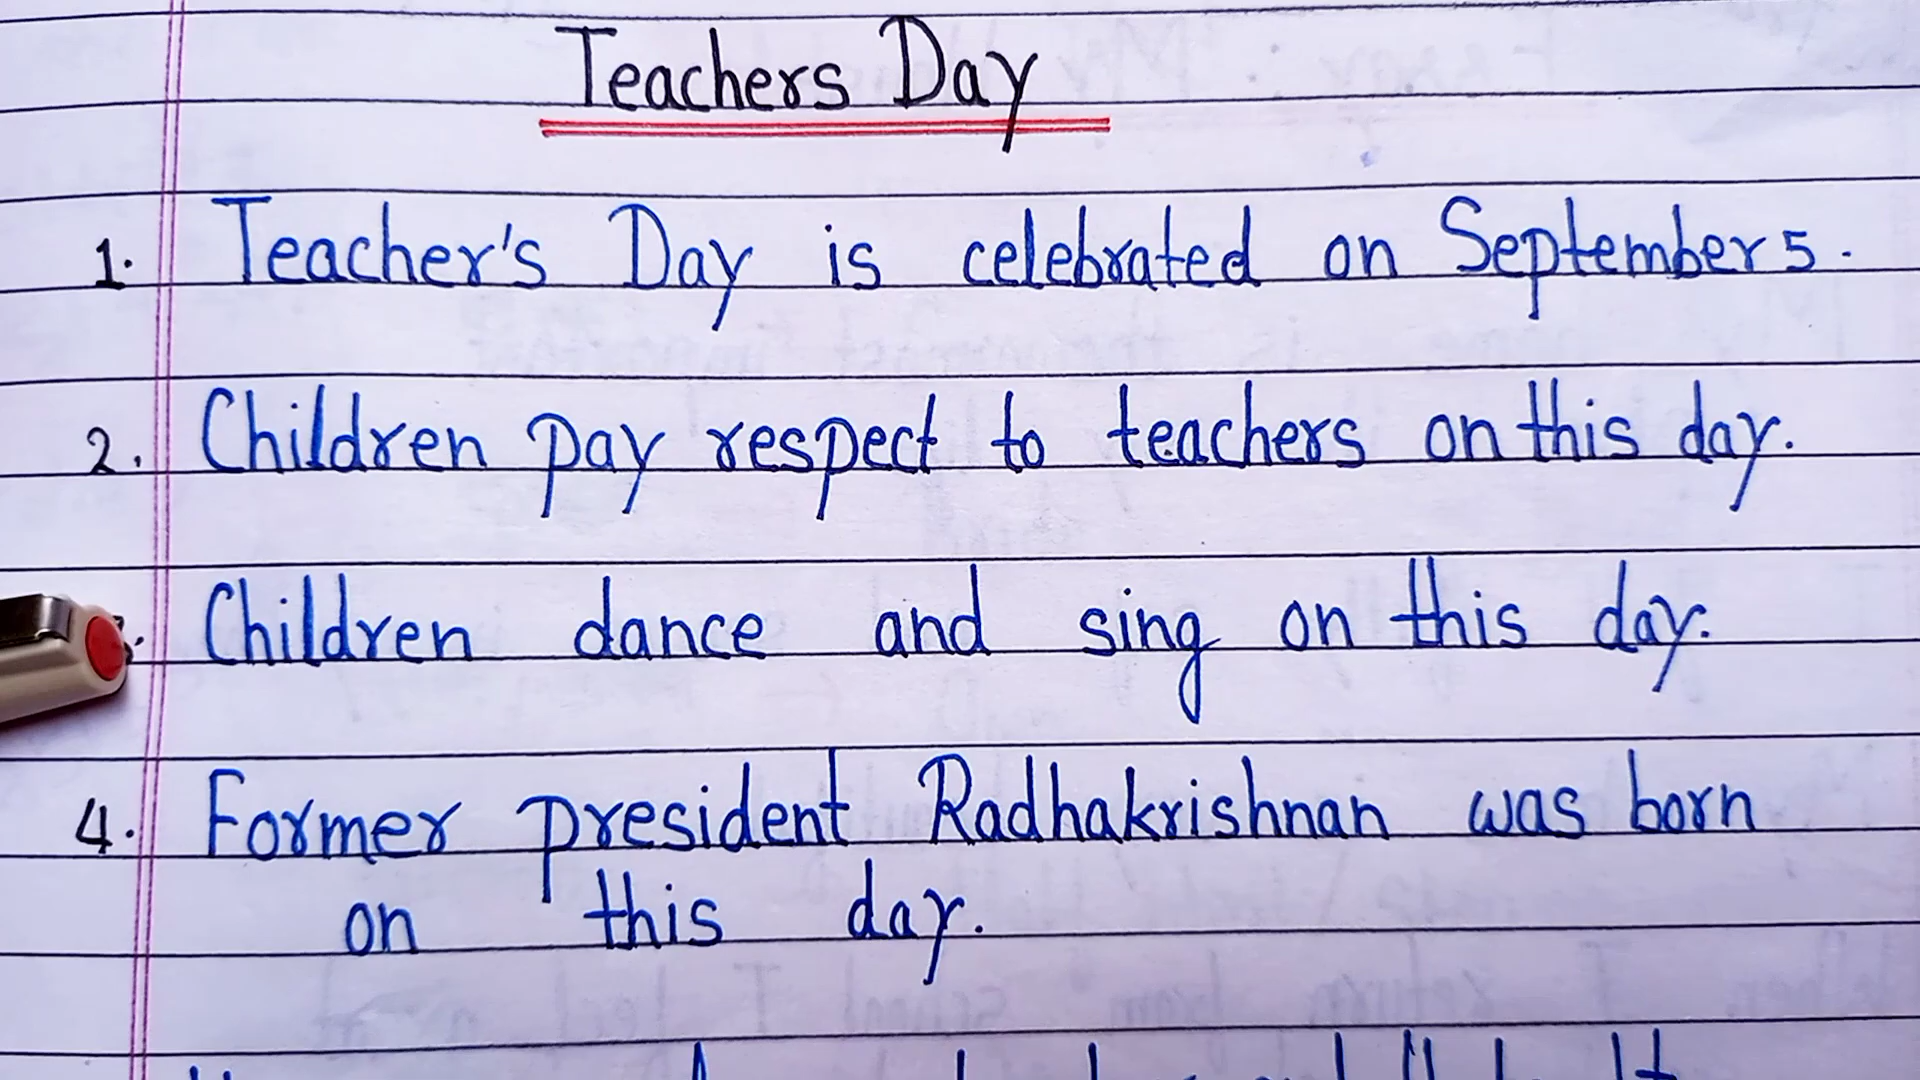 Teachers Day
1. Teacher's Day is celebrated on September 5.
2. Children pay respect to teachers on this day.
Children dance and sing on this day.
4. Former president Radhakrishnan was born
on this day.